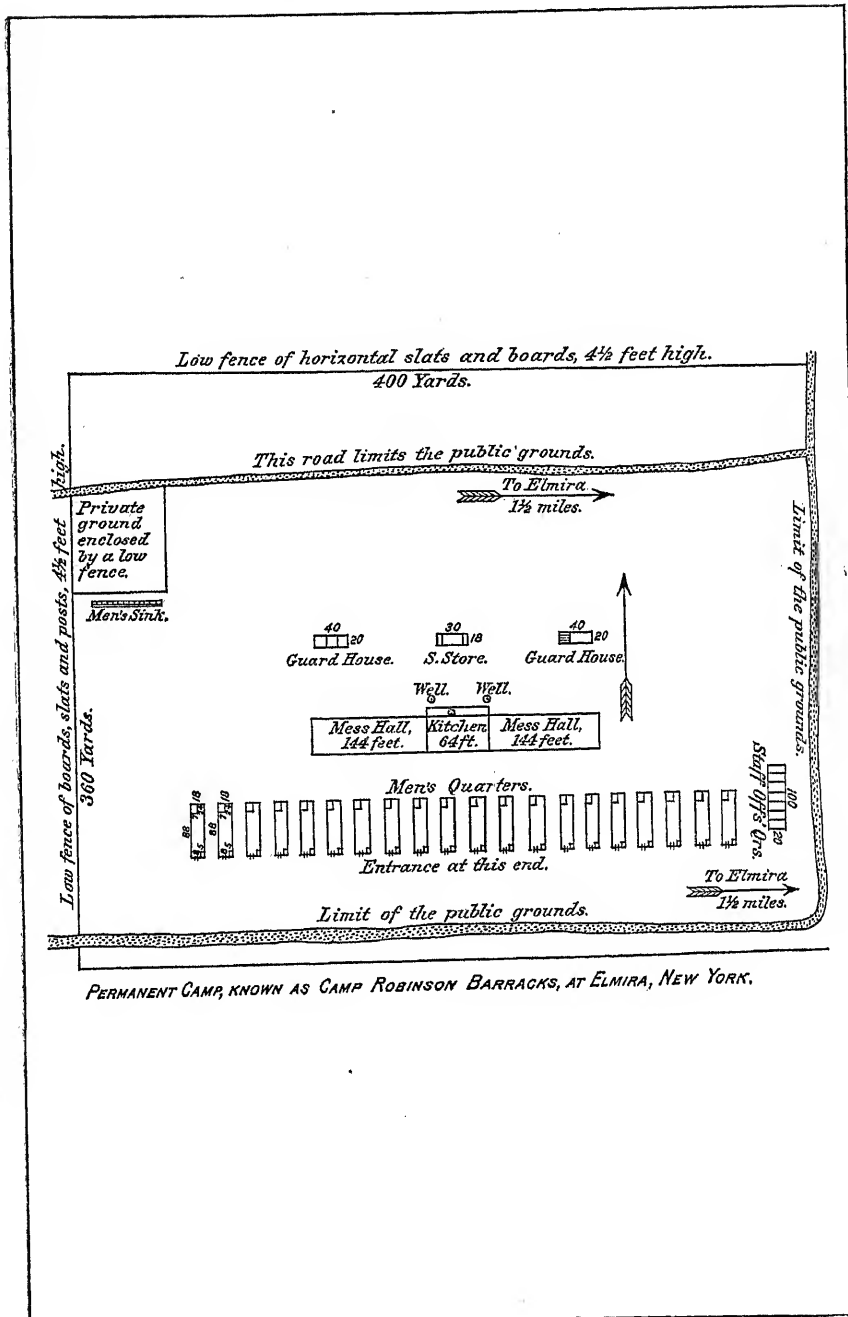 Low fence of horizontal slats and boards, 4½ feet high.
400 Yards.
This road limits the public grounds.
To Elmira
1½ miles.
Private
ground
enclosed
by a low
fence.
Men's Sink.
Low fence of boards, slats and posts, 4½ feet high.
360 Yards.
Limit of the public grounds.
40
20
Guard House.
30
18
S. Store.
40
20
Guard House.
Well.
Well.
Mess Hall,
144 feet.
Kitchen
64 ft.
Mess Hall,
144 feet.
Men's Quarters.
18
7
88
18
7
88
Entrance at this end.
Staff Off's Qrs.
100
20
To Elmira
1½ miles.
Limit of the public grounds.
PERMANENT CAMP, KNOWN AS CAMP ROBINSON BARRACKS, AT ELMIRA, NEW YORK.